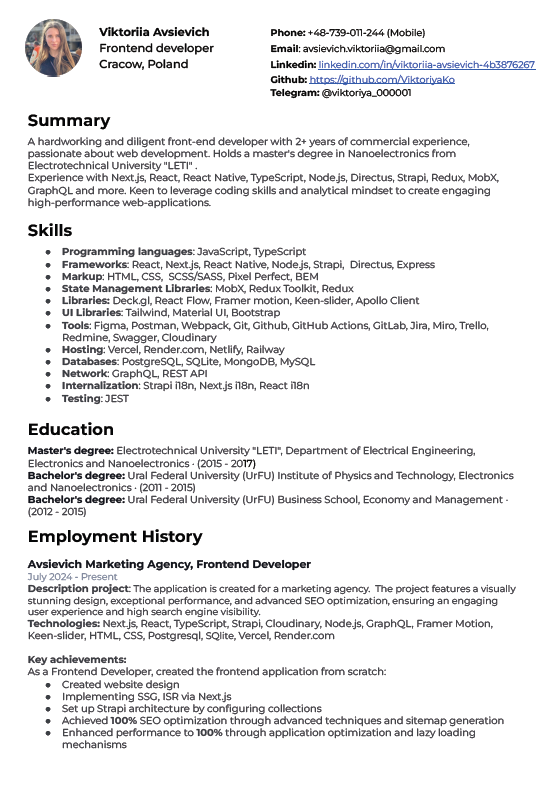 Viktoriia Avsievich
Frontend developer
Cracow, Poland
Phone: +48-739-011-244 (Mobile)
Email: avsievich.viktoriia@gmail.com
Linkedin: linkedin.com/in/viktoriia-avsievich-4b3876267
Github: https://github.com/ViktoriyaKo
Telegram: @viktoriya_000001
Summary
A hardworking and diligent front-end developer with 2+ years of commercial experience,
passionate about web development. Holds a master's degree in Nanoelectronics from
Electrotechnical University "LETI" .
Experience with Next.js, React, React Native, TypeScript, Node.js, Directus, Strapi, Redux, MobX,
GraphQL and more. Keen to leverage coding skills and analytical mindset to create engaging
high-performance web-applications.
Skills
● Programming languages: JavaScript, TypeScript
● Frameworks: React, Next.js, React Native, Node.js, Strapi, Directus, Express
● Markup: HTML, CSS, SCSS/SASS, Pixel Perfect, BEM
● State Management Libraries: MobX, Redux Toolkit, Redux
● Libraries: Deck.gl, React Flow, Framer motion, Keen-slider, Apollo Client
● UI Libraries: Tailwind, Material UI, Bootstrap
● Tools: Figma, Postman, Webpack, Git, Github, GitHub Actions, GitLab, Jira, Miro, Trello,
Redmine, Swagger, Cloudinary
● Hosting: Vercel, Render.com, Netlify, Railway
● Databases: PostgreSQL, SQLite, MongoDB, MySQL
● Network: GraphQL, REST API
● Internalization: Strapi i18n, Next.js i18n, React i18n
● Testing: JEST
Education
Master's degree: Electrotechnical University "LETI", Department of Electrical Engineering,
Electronics and Nanoelectronics · (2015 - 2017)
Bachelor's degree: Ural Federal University (UrFU) Institute of Physics and Technology, Electronics
and Nanoelectronics · (2011 - 2015)
Bachelor's degree: Ural Federal University (UrFU) Business School, Economy and Management ·
(2012 - 2015)
Employment History
Avsievich Marketing Agency, Frontend Developer
July 2024 - Present
Description project: The application is created for a marketing agency. The project features a visually
stunning design, exceptional performance, and advanced SEO optimization, ensuring an engaging
user experience and high search engine visibility.
Technologies: Next.js, React, TypeScript, Strapi, Cloudinary, Node.js, GraphQL, Framer Motion,
Keen-slider, HTML, CSS, Postgresql, SQlite, Vercel, Render.com
Key achievements:
As a Frontend Developer, created the frontend application from scratch:
● Created website design
● Implementing SSG, ISR via Next.js
● Set up Strapi architecture by configuring collections
● Achieved 100% SEO optimization through advanced techniques and sitemap generation
● Enhanced performance to 100% through application optimization and lazy loading
mechanisms